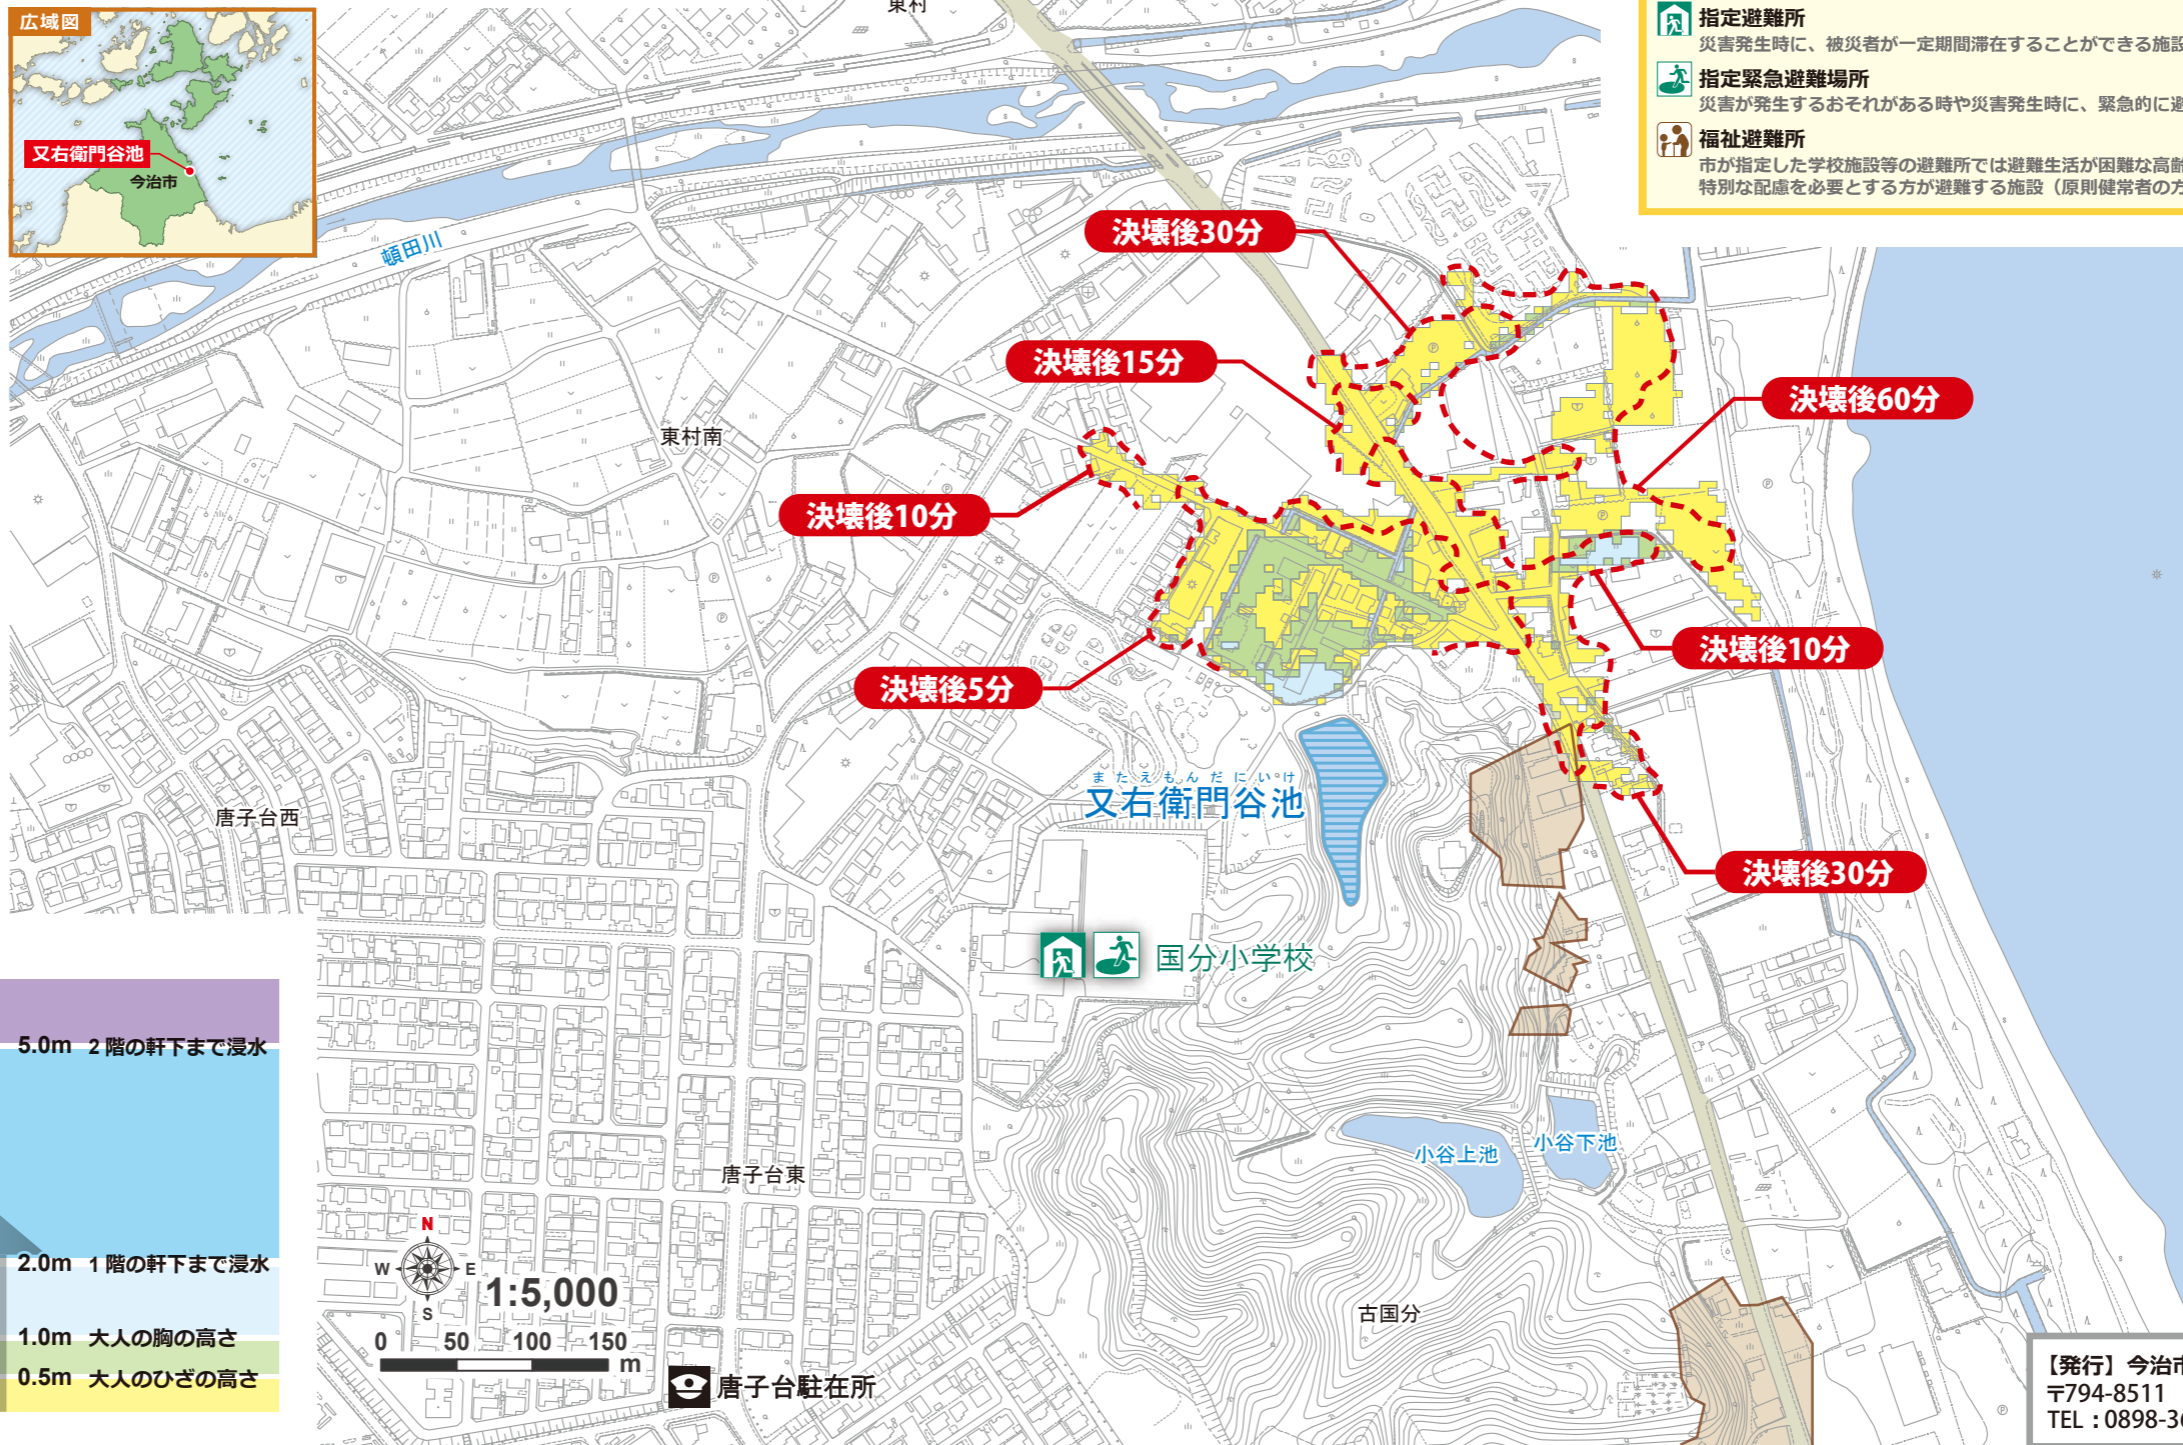 広域図
又右衛門谷池
今治市
東村
指定避難所
災害発生時に、被災者が一定期間滞在することができる施設
指定緊急避難場所
災害が発生するおそれがある時や災害発生時に、緊急的に避
福祉避難所
市が指定した学校施設等の避難所では避難生活が困難な高齢
特別な配慮を必要とする方が避難する施設（原則健常者の方
頓田川
決壊後30分
決壊後15分
決壊後60分
東村南
決壊後10分
決壊後10分
決壊後5分
またえもんだにいけ
又右衛門谷池
唐子台西
決壊後30分
国分小学校
5.0m 2階の軒下まで浸水
2.0m 1階の軒下まで浸水
1.0m 大人の胸の高さ
0.5m 大人のひざの高さ
小谷上池
小谷下池
唐子台東
N
W
E
S
1:5,000
0 50 100 150
m
古国分
唐子台駐在所
【発行】今治市
〒794-8511
TEL：0898-36